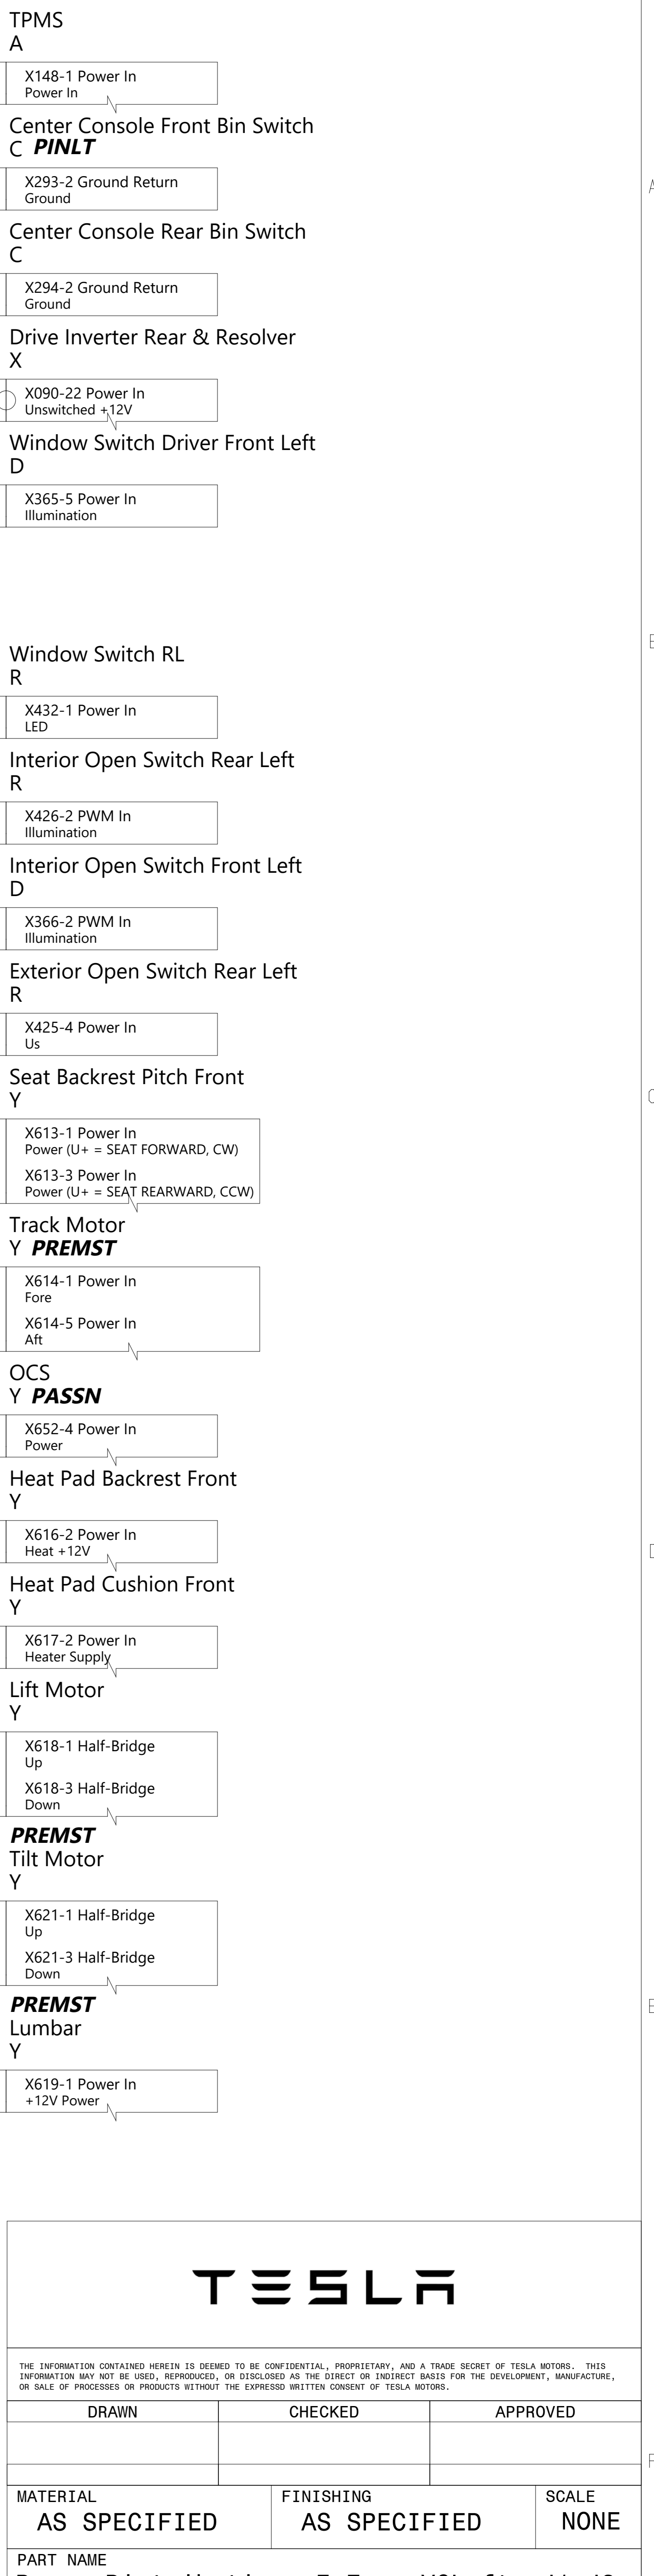 TPMS
A
X148-1 Power In
Power In
Center Console Front Bin Switch
C PINLT
X293-2 Ground Return
Ground
Center Console Rear Bin Switch
C
X294-2 Ground Return
Ground
Drive Inverter Rear & Resolver
X
X090-22 Power In
Unswitched +12V
Window Switch Driver Front Left
D
X365-5 Power In
Illumination
Window Switch RL
R
X432-1 Power In
LED
Interior Open Switch Rear Left
R
X426-2 PWM In
Illumination
Interior Open Switch Front Left
D
X366-2 PWM In
Illumination
Exterior Open Switch Rear Left
R
X425-4 Power In
Us
Seat Backrest Pitch Front
Y
X613-1 Power In
Power (U+ = SEAT FORWARD, CW)
X613-3 Power In
Power (U+ = SEAT REARWARD, CCW)
Track Motor
Y PREMST
X614-1 Power In
Fore
X614-5 Power In
Aft
OCS
Y PASSN
X652-4 Power In
Power
Heat Pad Backrest Front
Y
X616-2 Power In
Heat +12V
Heat Pad Cushion Front
Y
X617-2 Power In
Heater Supply
Lift Motor
Y
X618-1 Half-Bridge
Up
X618-3 Half-Bridge
Down
PREMST
Tilt Motor
Y
X621-1 Half-Bridge
Up
X621-3 Half-Bridge
Down
PREMST
Lumbar
Y
X619-1 Power In
+12V Power
TESLA
THE INFORMATION CONTAINED HEREIN IS DEEMED TO BE CONFIDENTIAL, PROPRIETARY, AND A TRADE SECRET OF TESLA MOTORS. THIS
INFORMATION MAY NOT BE USED, REPRODUCED, OR DISCLOSED AS THE DIRECT OR INDIRECT BASIS FOR THE DEVELOPMENT, MANUFACTURE,
OR SALE OF PROCESSES OR PRODUCTS WITHOUT THE EXPRESSD WRITTEN CONSENT OF TESLA MOTORS.
DRAWN CHECKED APPROVED
MATERIAL FINISHING SCALE
AS SPECIFIED AS SPECIFIED NONE
PART NAME